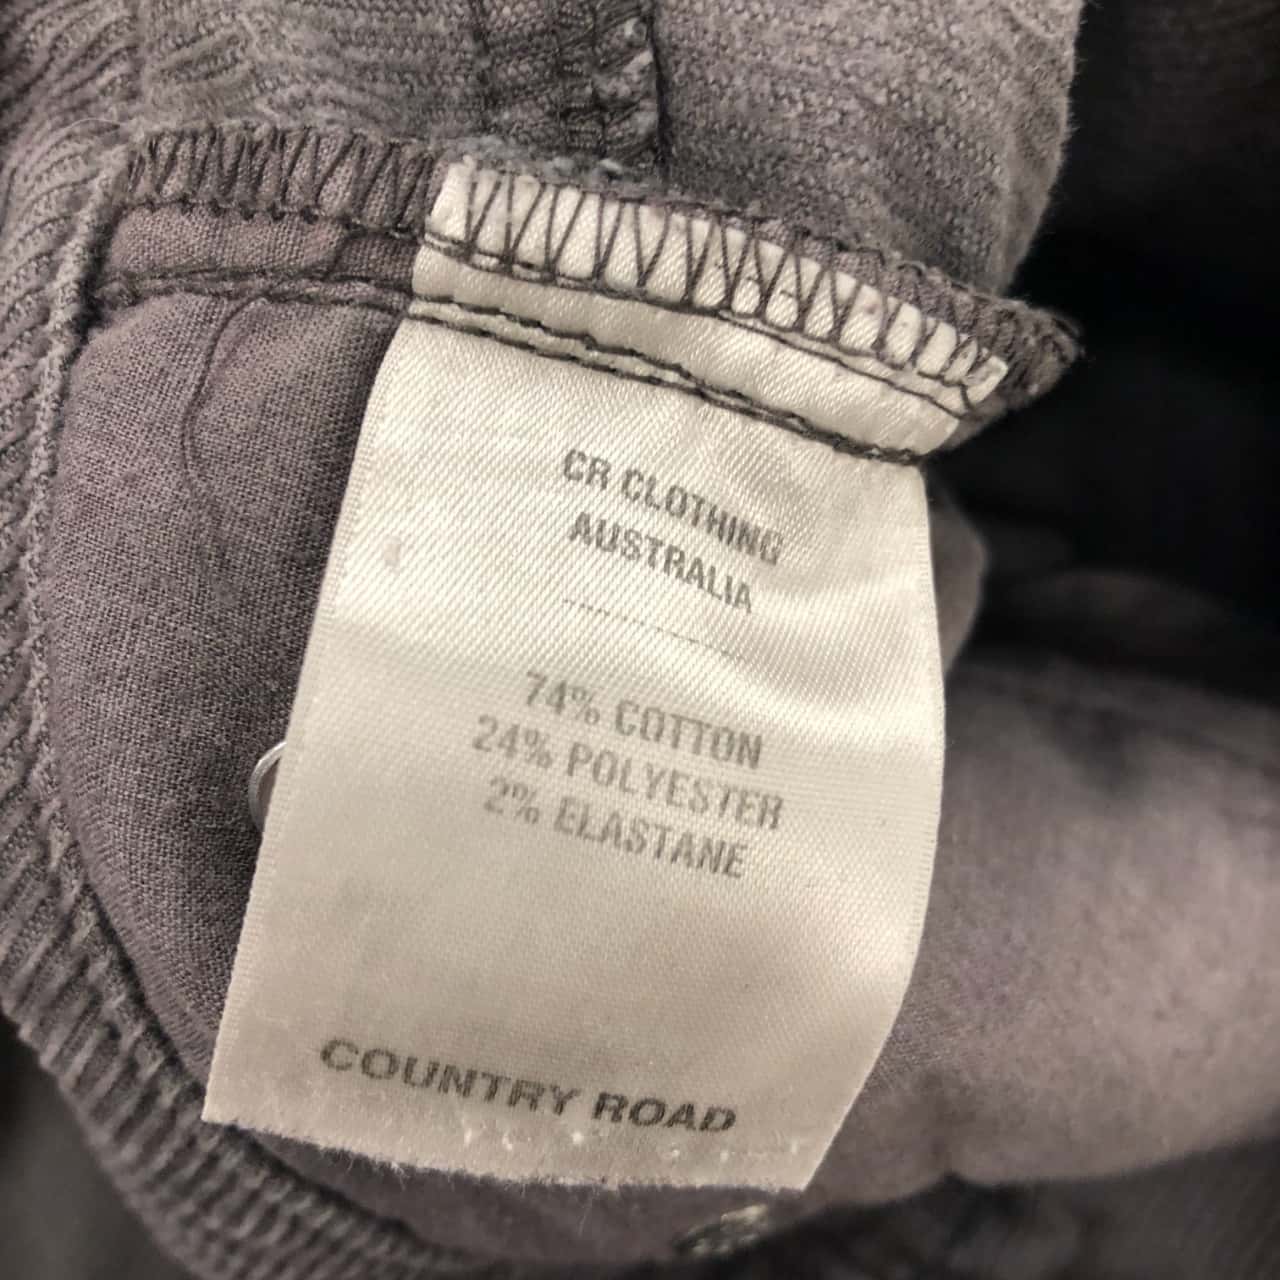 CR CLOTHING
AUSTRALIA
74% COTTON
24% POLYESTER
2% ELASTANE
COUNTRY ROAD